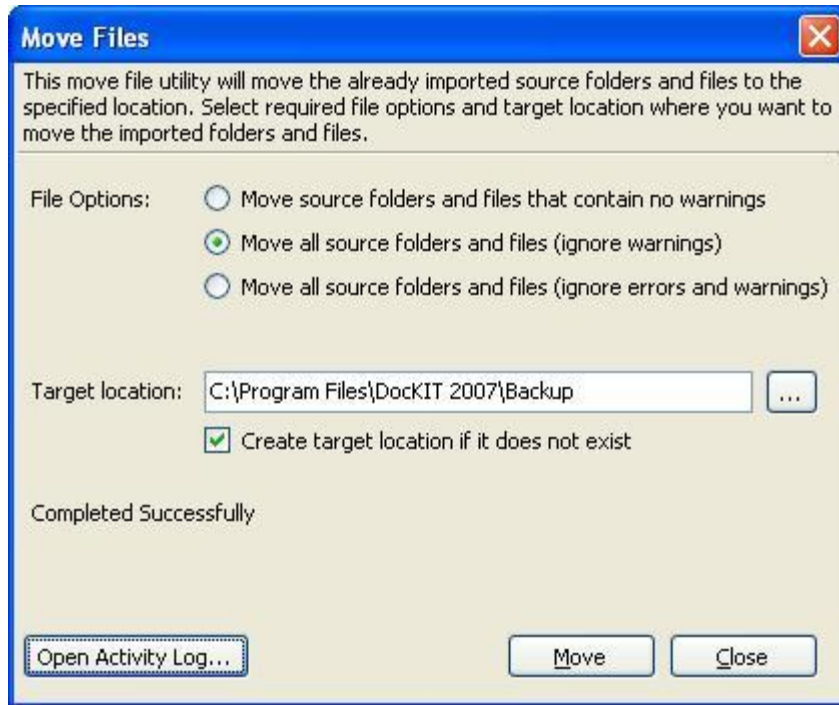 Move Files
This move file utility will move the already imported source folders and files to the
specified location. Select required file options and target location where you want to
move the imported folders and files.
File Options:
Move source folders and files that contain no warnings
Move all source folders and files (ignore warnings)
Move all source folders and files (ignore errors and warnings)
Target location: C:\Program Files\DocKIT 2007\Backup ...
Create target location if it does not exist
Completed Successfully
Open Activity Log... Move Close